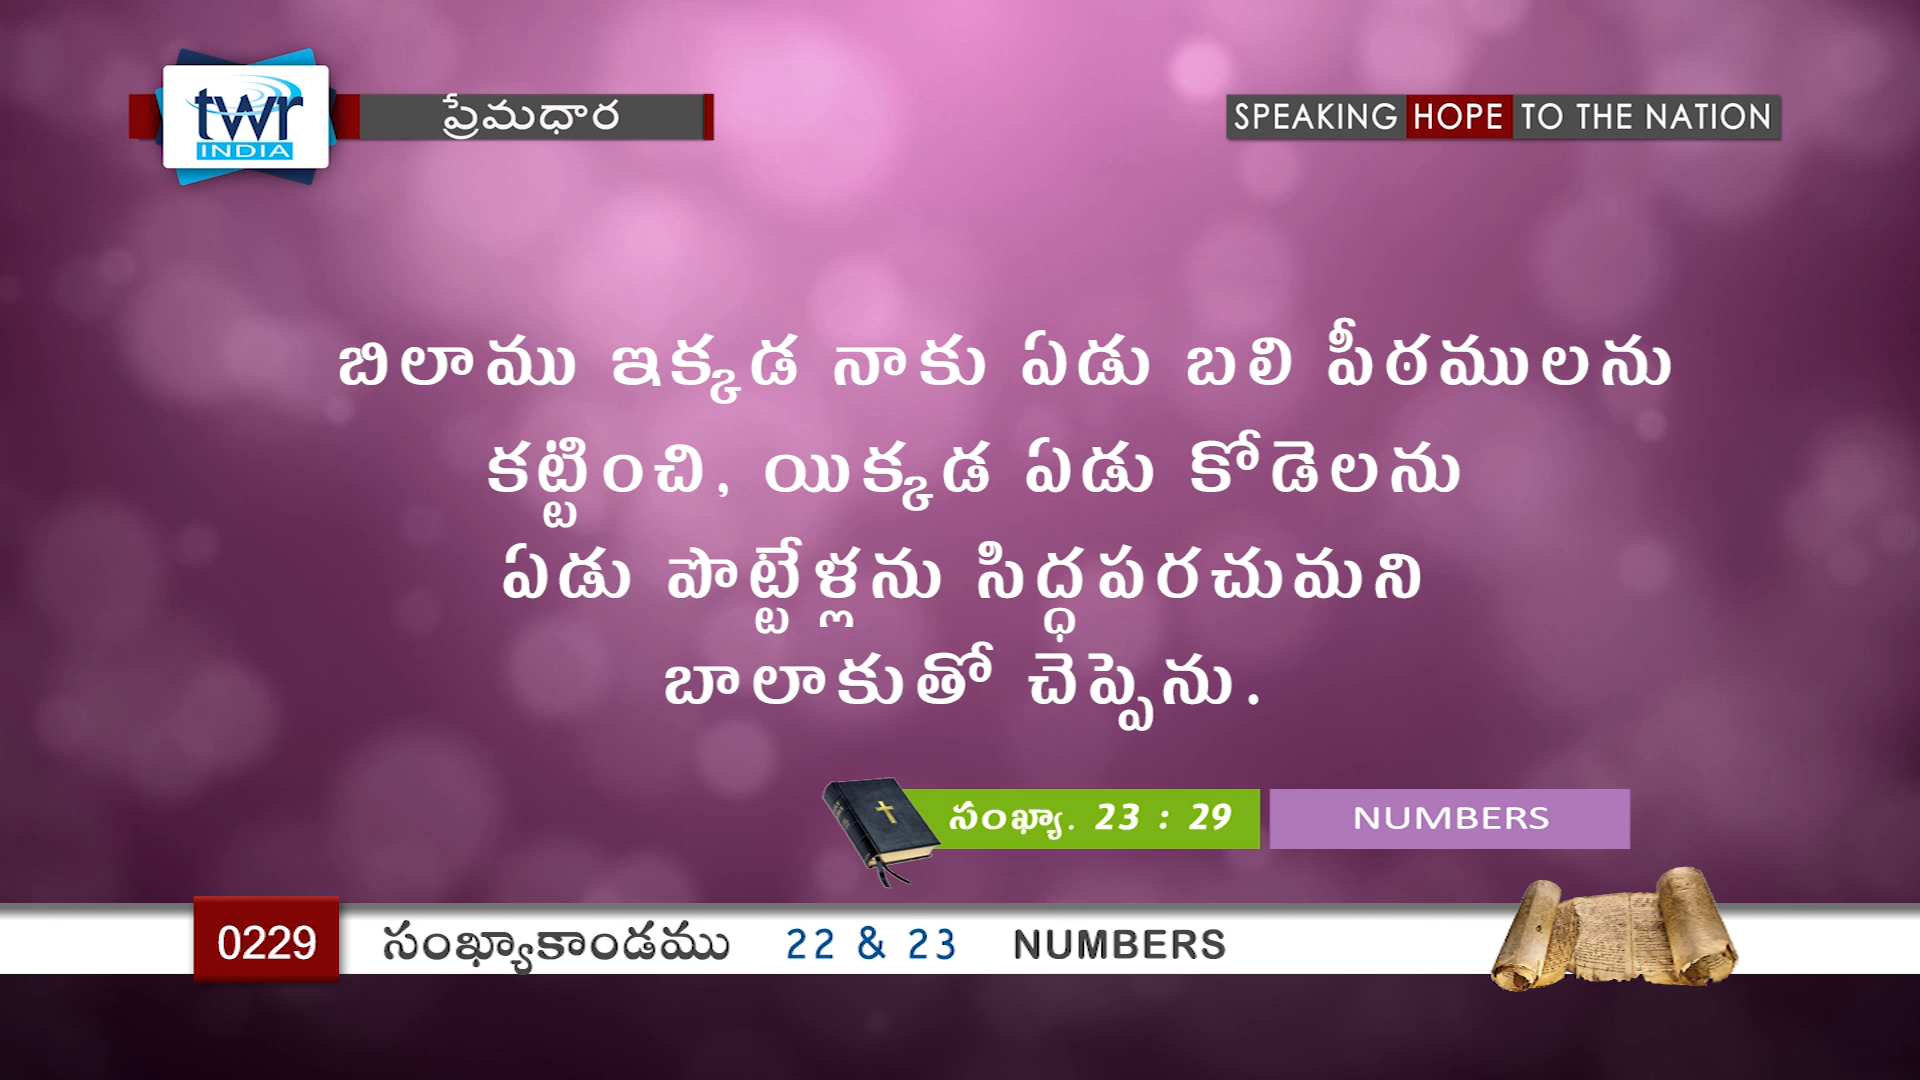 twr
INDIA
ప్రేమధార
SPEAKING HOPE TO THE NATION
బిలాము ఇక్కడ నాకు ఏడు బలి పీఠములను
కట్టించి, యిక్కడ ఏడు కోడెలను
ఏడు పొట్టేళ్లను సిద్ధపరచుమని
బాలాకుతో చెప్పెను.
సంఖ్యా. 23 : 29 NUMBERS
0229 సంఖ్యాకాండము 22 & 23 NUMBERS